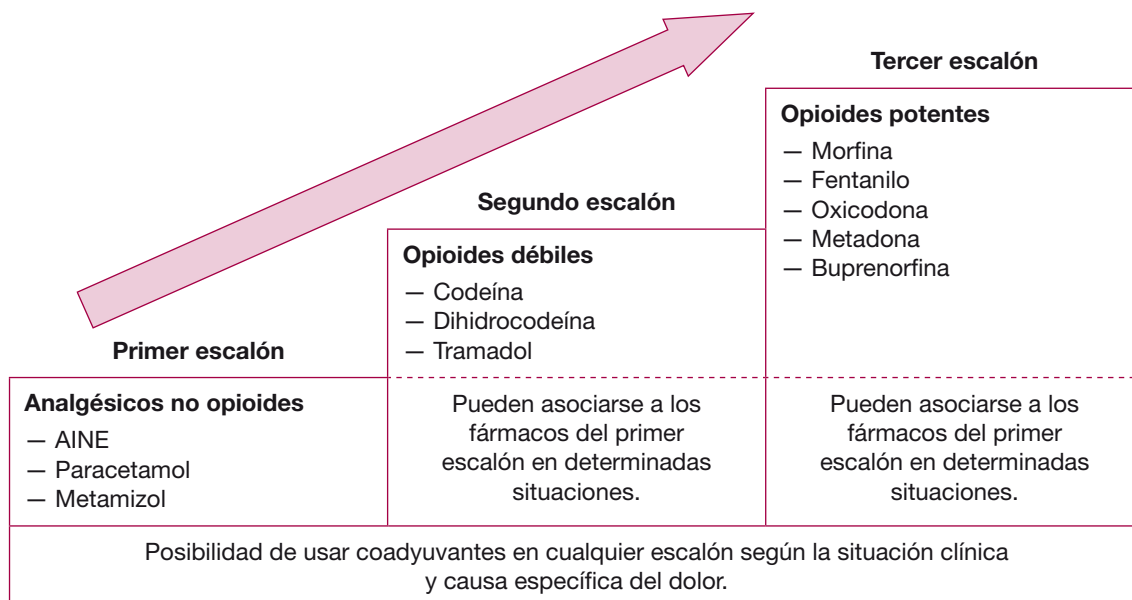 Tercer escalón
Opioides potentes
— Morfina
— Fentanilo
— Oxicodona
— Metadona
— Buprenorfina
Segundo escalón
Opioides débiles
— Codeína
— Dihidrocodeína
— Tramadol
Primer escalón
Analgésicos no opioides
— AINE
— Paracetamol
— Metamizol
Pueden asociarse a los
fármacos del primer
escalón en determinadas
situaciones.
Pueden asociarse a los
fármacos del primer
escalón en determinadas
situaciones.
Posibilidad de usar coadyuvantes en cualquier escalón según la situación clínica
y causa específica del dolor.